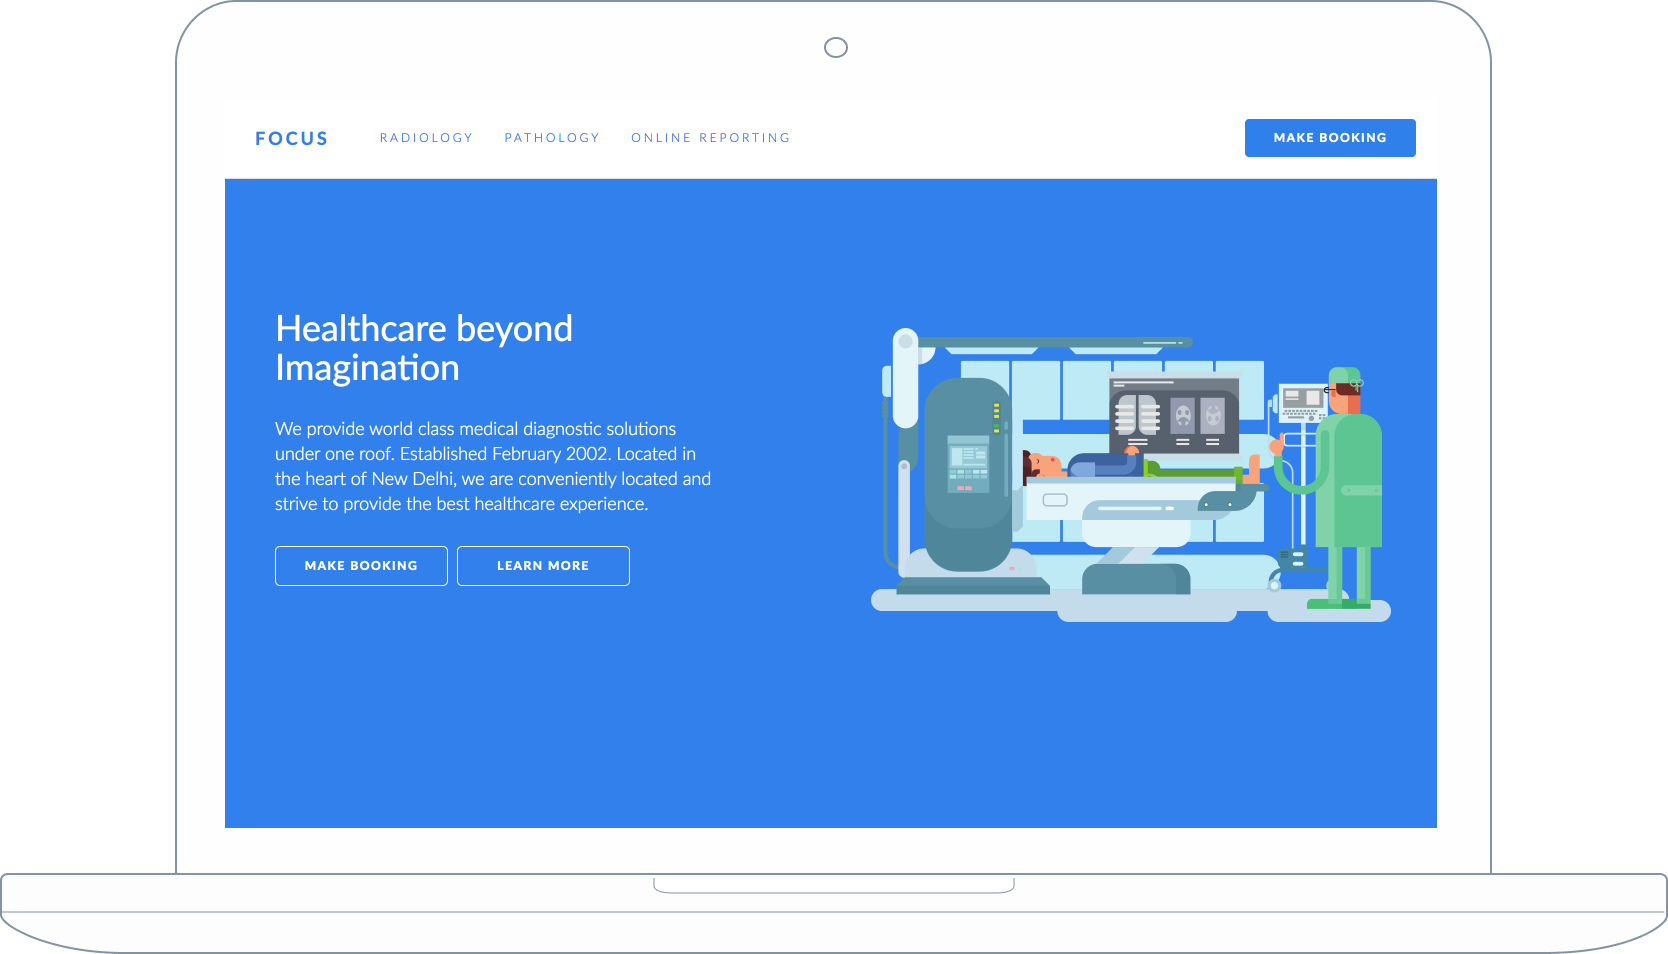 FOCUS RADIOLOGY PATHOLOGY ONLINE REPORTING MAKE BOOKING
Healthcare beyond
Imagination
We provide world class medical diagnostic solutions
under one roof. Established February 2002. Located in
the heart of New Delhi, we are conveniently located and
strive to provide the best healthcare experience.
MAKE BOOKING LEARN MORE